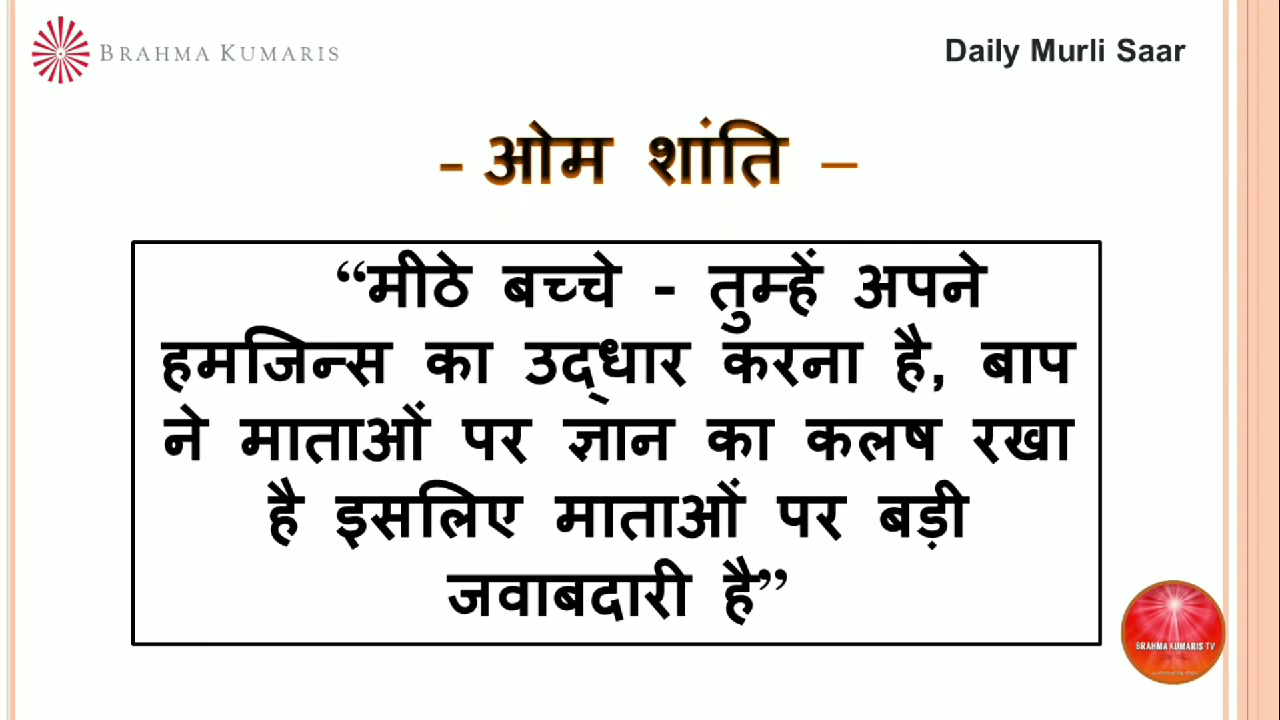 BRAHMA KUMARIS
Daily Murli Saar
- ओम शांति –
“मीठे बच्चे - तुम्हें अपने
हमजिन्स का उद्धार करना है, बाप
ने माताओं पर ज्ञान का कलष रखा
है इसलिए माताओं पर बड़ी
जवाबदारी है”
BRAHMA KUMARIS TV